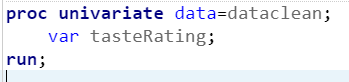 proc univariate data=dataclean;
    var tasteRating;
run;